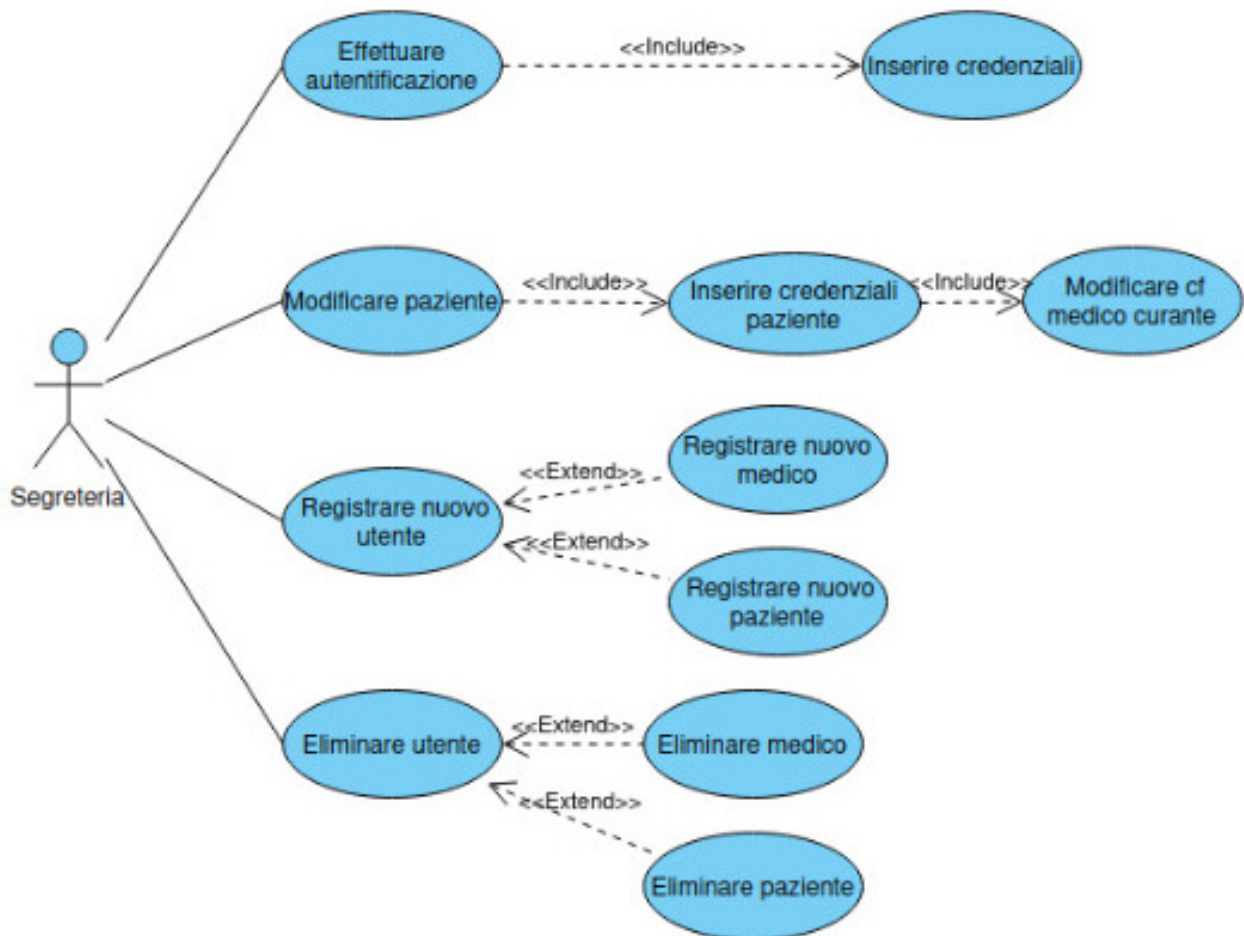 Effettuare
autentificazione
<<Include>>
Inserire credenziali
Modificare paziente
<<Include>>
Inserire credenziali
paziente
<<Include>>
Modificare cf
medico curante
Segreteria
Registrare nuovo
utente
<<Extend>>
Registrare nuovo
medico
<<Extend>>
Registrare nuovo
paziente
Eliminare utente
<<Extend>>
Eliminare medico
<<Extend>>
Eliminare paziente